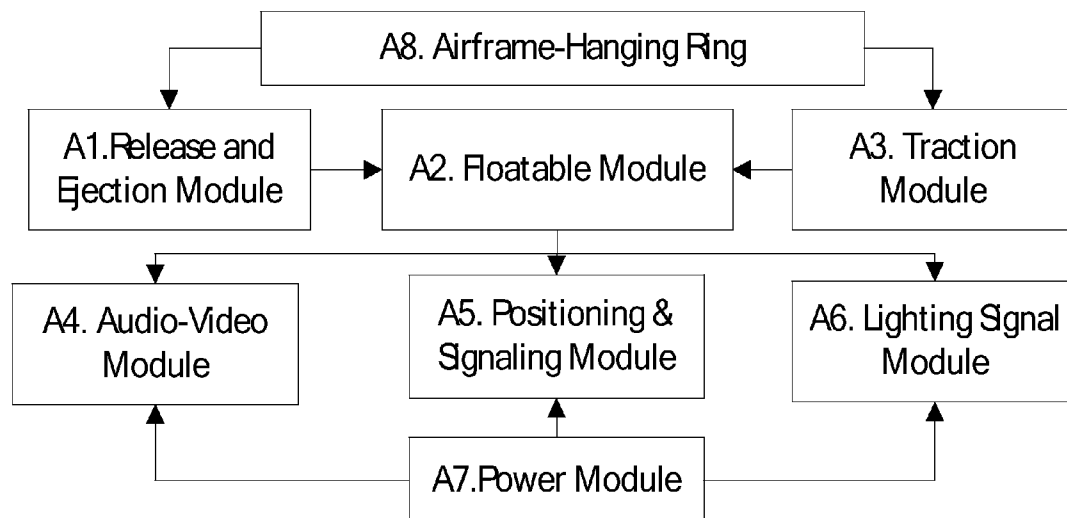 A8. Airframe-Hanging Ring
A1.Release and
Ejection Module
A2. Floatable Module
A3. Traction
Module
A4. Audio-Video
Module
A5. Positioning &
Signaling Module
A6. Lighting Signal
Module
A7.Power Module